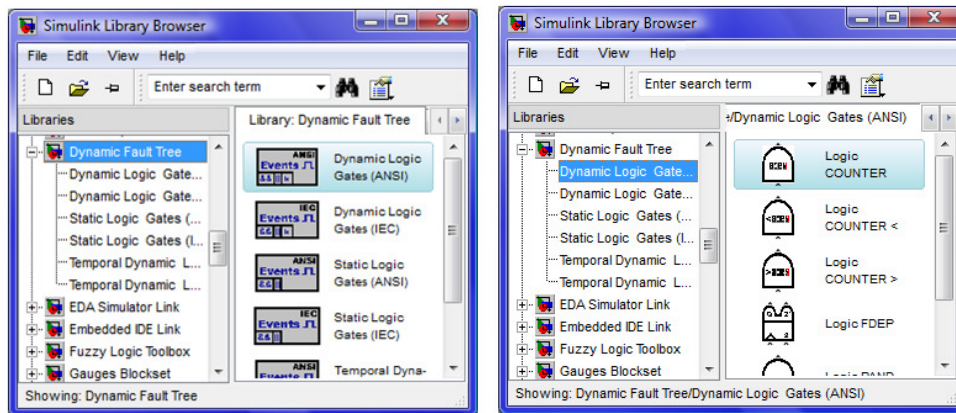 Simulink Library Browser
File Edit View Help
Enter search term
Libraries
Library: Dynamic Fault Tree
Dynamic Fault Tree
Dynamic Logic Gate...
Dynamic Logic Gate...
Static Logic Gates (...
Static Logic Gates (I...
Temporal Dynamic L...
Temporal Dynamic L...
EDA Simulator Link
Embedded IDE Link
Fuzzy Logic Toolbox
Gauges Blockset
ANSI
Events
Dynamic Logic
Gates (ANSI)
IEC
Events
Dynamic Logic
Gates (IEC)
ANSI
Events
Static Logic
Gates (ANSI)
IEC
Events
Static Logic
Gates (IEC)
ANSI
Events
Temporal Dyna-
Showing: Dynamic Fault Tree
Simulink Library Browser
File Edit View Help
Enter search term
Libraries
/Dynamic Logic Gates (ANSI)
Dynamic Fault Tree
Dynamic Logic Gate...
Dynamic Logic Gate...
Static Logic Gates (...
Static Logic Gates (I...
Temporal Dynamic L...
Temporal Dynamic L...
EDA Simulator Link
Embedded IDE Link
Fuzzy Logic Toolbox
Gauges Blockset
Logic
COUNTER
Logic
COUNTER <
Logic
COUNTER >
Logic FDEP
Logic PAND
Showing: Dynamic Fault Tree/Dynamic Logic Gates (ANSI)